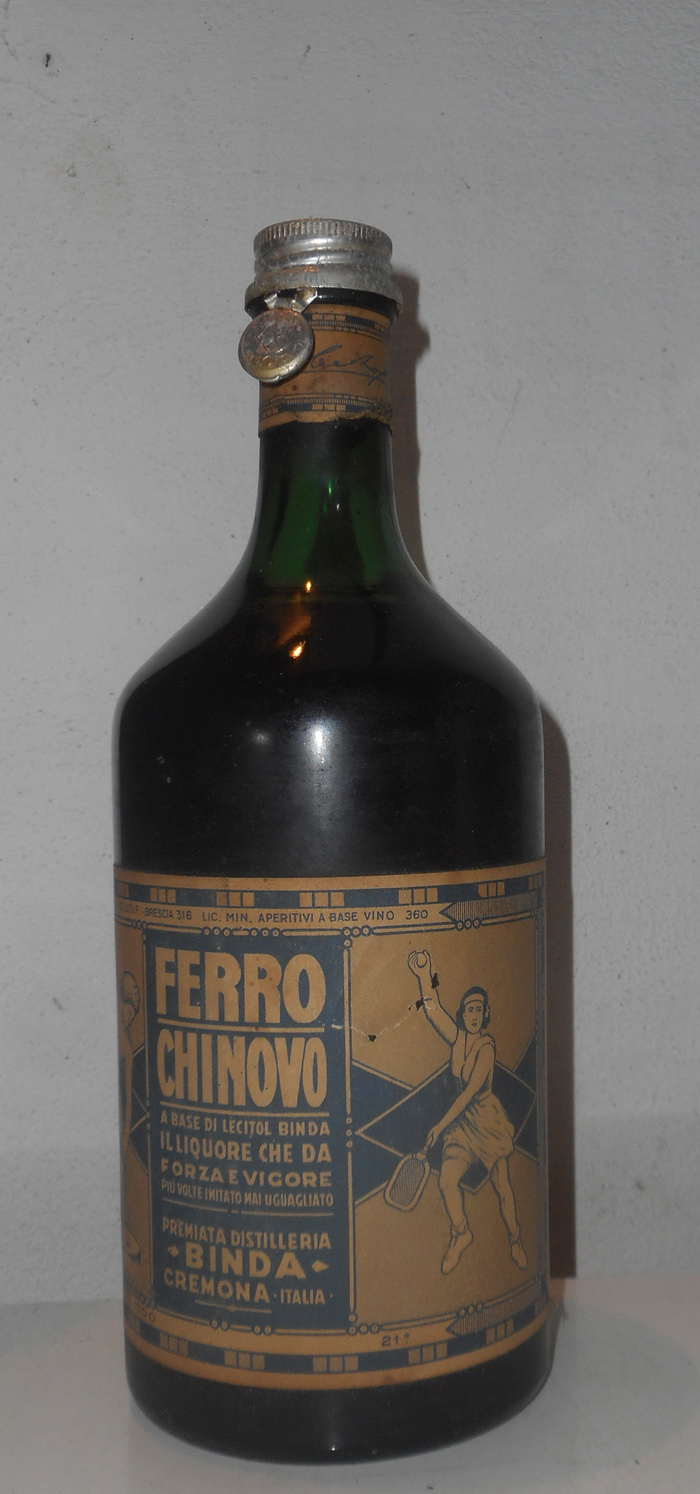 U.T.I.F. BRESCIA 316 LIC. MIN. APERITIVI A BASE VINO 360
FERRO
CHINOVO
A BASE DI LECITOL BINDA
IL LIQUORE CHE DA
FORZA E VIGORE
PIÙ VOLTE IMITATO MAI UGUAGLIATO
PREMIATA DISTILLERIA
BINDA
CREMONA · ITALIA ·
21°